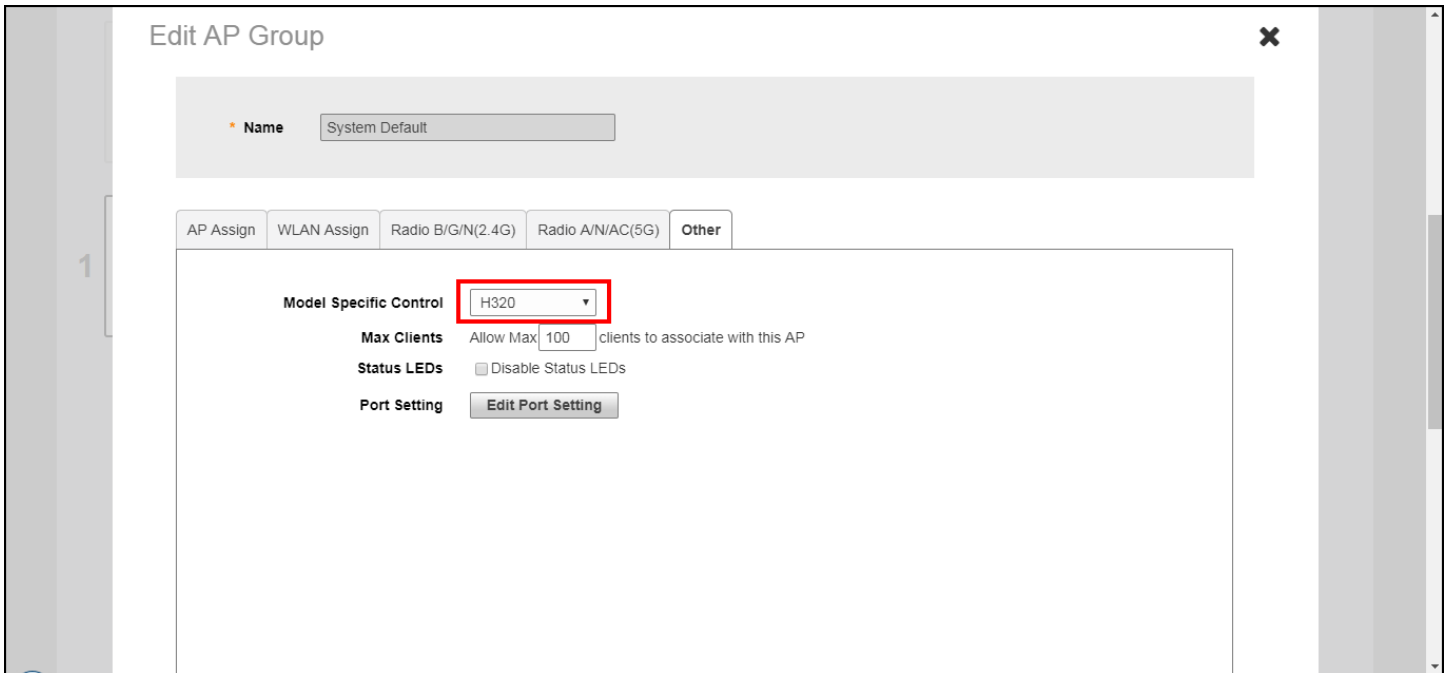 Edit AP Group
* Name System Default
AP Assign WLAN Assign Radio B/G/N(2.4G) Radio A/N/AC(5G) Other
1
Model Specific Control H320
Max Clients Allow Max 100 clients to associate with this AP
Status LEDs Disable Status LEDs
Port Setting Edit Port Setting